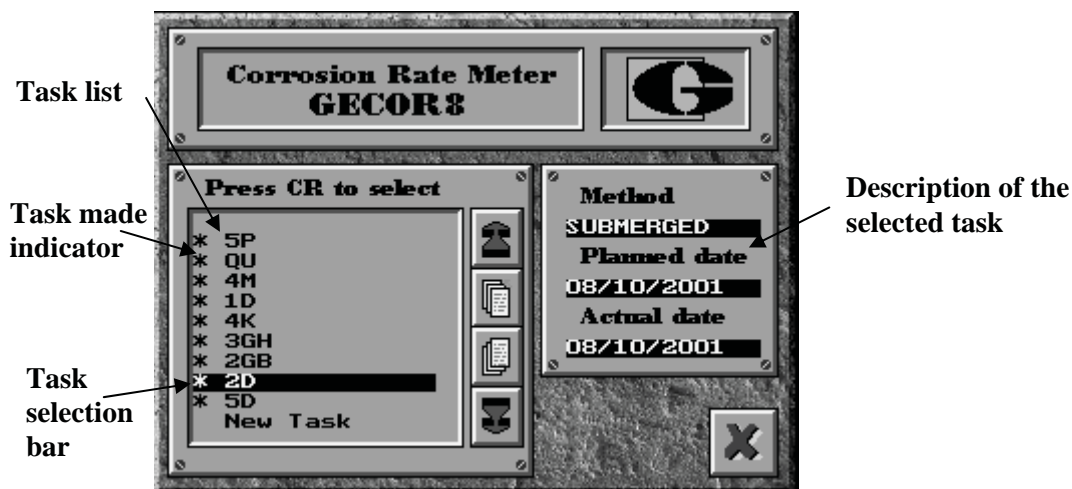 Corrosion Rate Meter
GECOR8
Task list
Press CR to select
Task made
indicator
* 5P
* QU
* 4M
* 1D
* 4K
* 3GH
* 2GB
* 2D
* 5D
New Task
Task
selection
bar
Method
SUBMERGED
Planned date
08/10/2001
Actual date
08/10/2001
Description of the
selected task